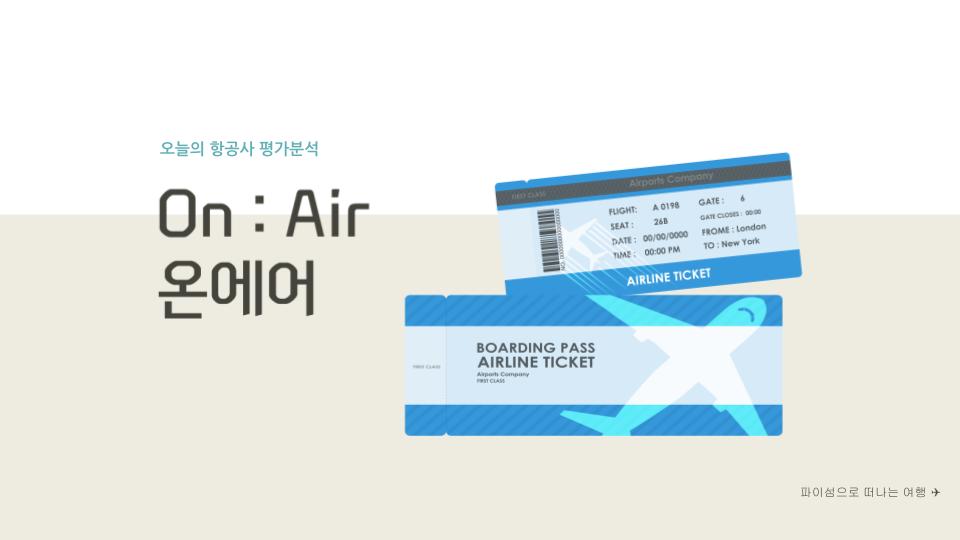 오늘의 항공사 평가분석
On : Air
온에어
Airports Company
FIRST CLASS
FLIGHT: A 0198
GATE : 6
SEAT : 26B
GATE CLOSES : 00:00
DATE : 00/00/0000
FROME : London
TIME : 00:00 PM
TO : New York
AIRLINE TICKET
FIRST CLASS
BOARDING PASS
AIRLINE TICKET
Airports Company
FIRST CLASS
파이썸으로 떠나는 여행 ✈